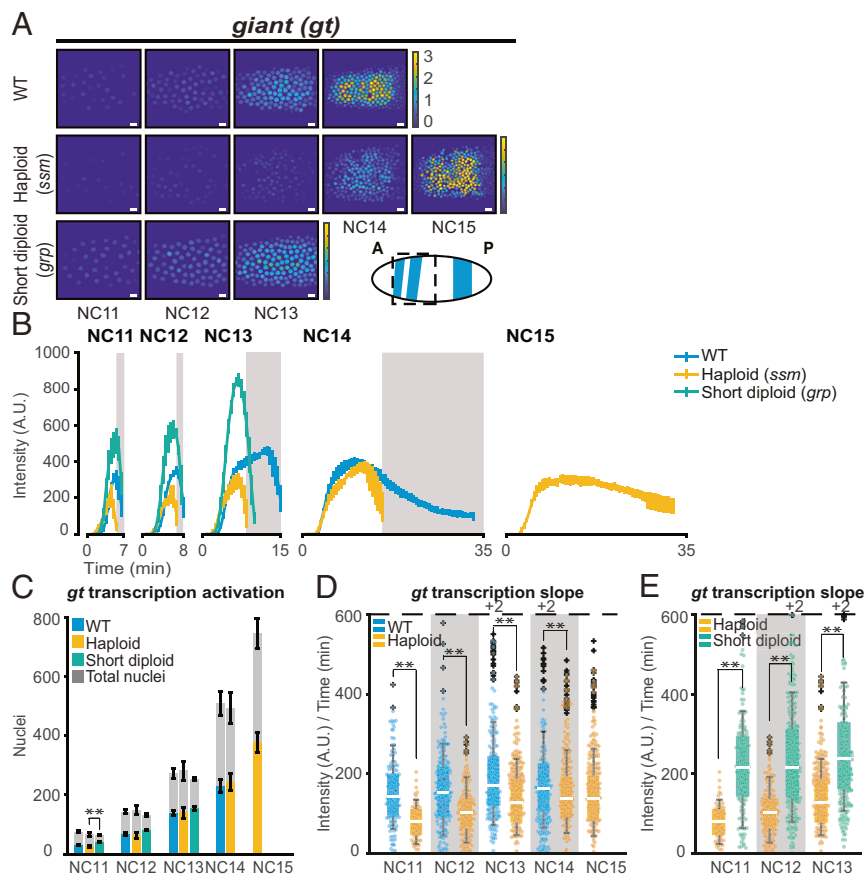 A
giant (gt)
WT
3
2
1
0
Haploid
(ssm)
NC14 NC15
Short diploid
(grp)
A P
NC11 NC12 NC13
B
NC11 NC12 NC13 NC14 NC15
1000
800
600
400
200
0
Intensity (A.U.)
WT
Haploid (ssm)
Short diploid (grp)
0 7 0 8 0 15 0 35 0 35
Time (min)
C gt transcription activation
800
600
400
200
0
Nuclei
WT
Haploid
Short diploid
Total nuclei
**
NC11 NC12 NC13 NC14 NC15
D gt transcription slope
+2 +2
600
400
200
0
Intensity (A.U.) / Time (min)
WT
Haploid
** ** ** **
NC11 NC12 NC13 NC14 NC15
E gt transcription slope
+2 +2
600
400
200
0
Intensity (A.U.) / Time (min)
Haploid
Short diploid
** ** **
NC11 NC12 NC13